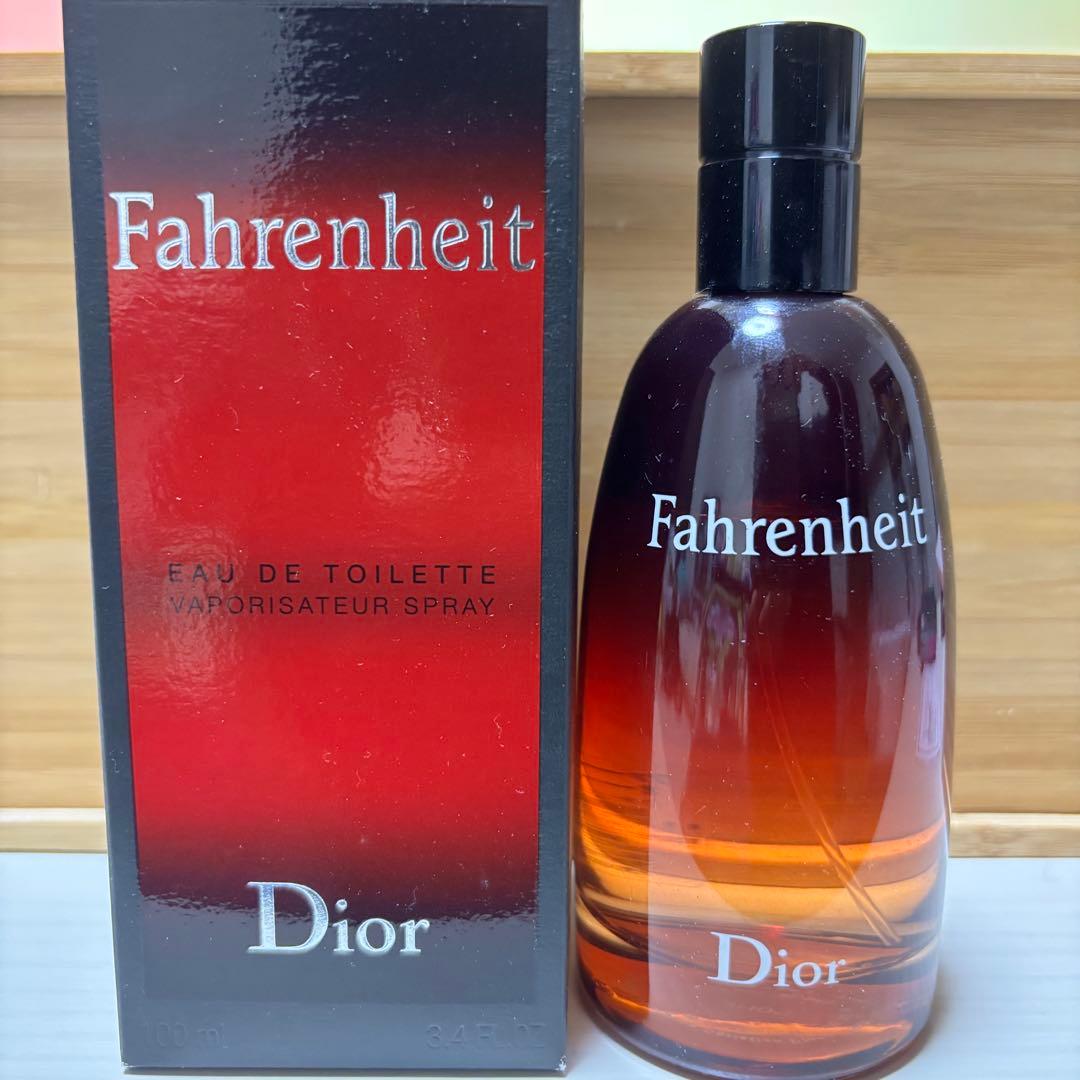 Fahrenheit
EAU DE TOILETTE
VAPORISATEUR SPRAY
Dior
100 ml 3.4 FL.OZ
Fahrenheit
Dior